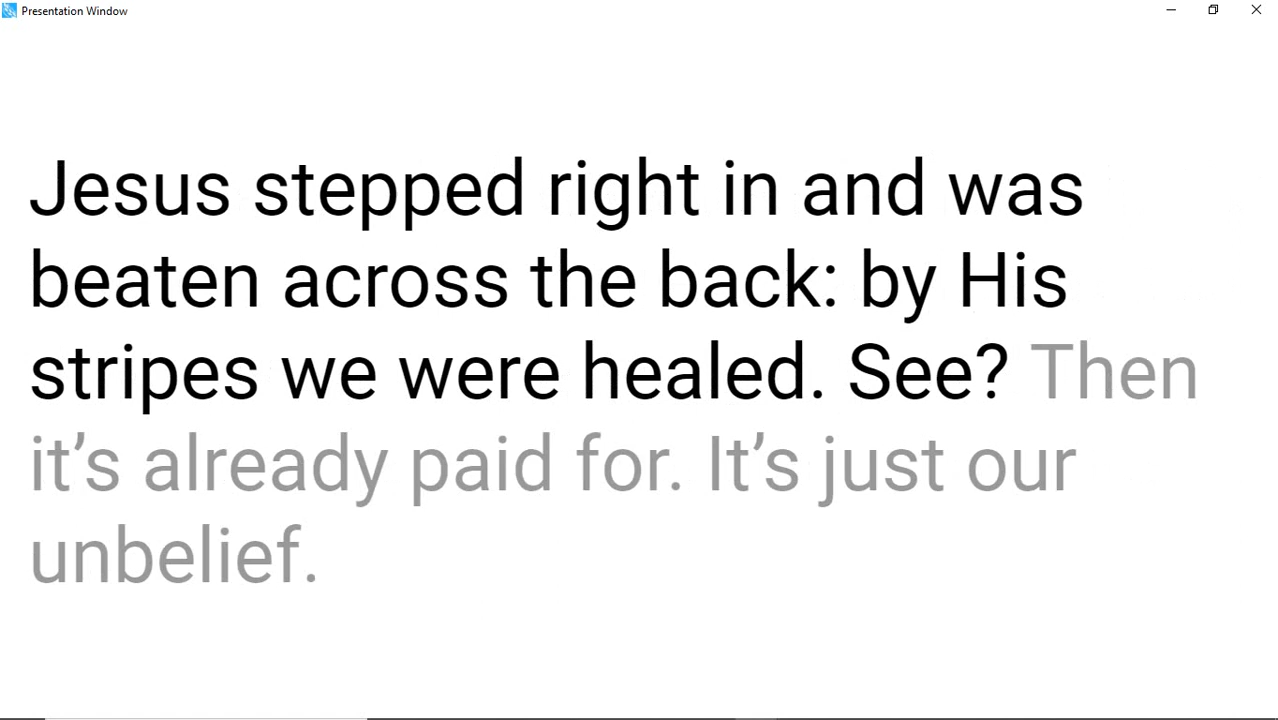 Presentation Window
Jesus stepped right in and was
beaten across the back: by His
stripes we were healed. See? Then
it’s already paid for. It’s just our
unbelief.